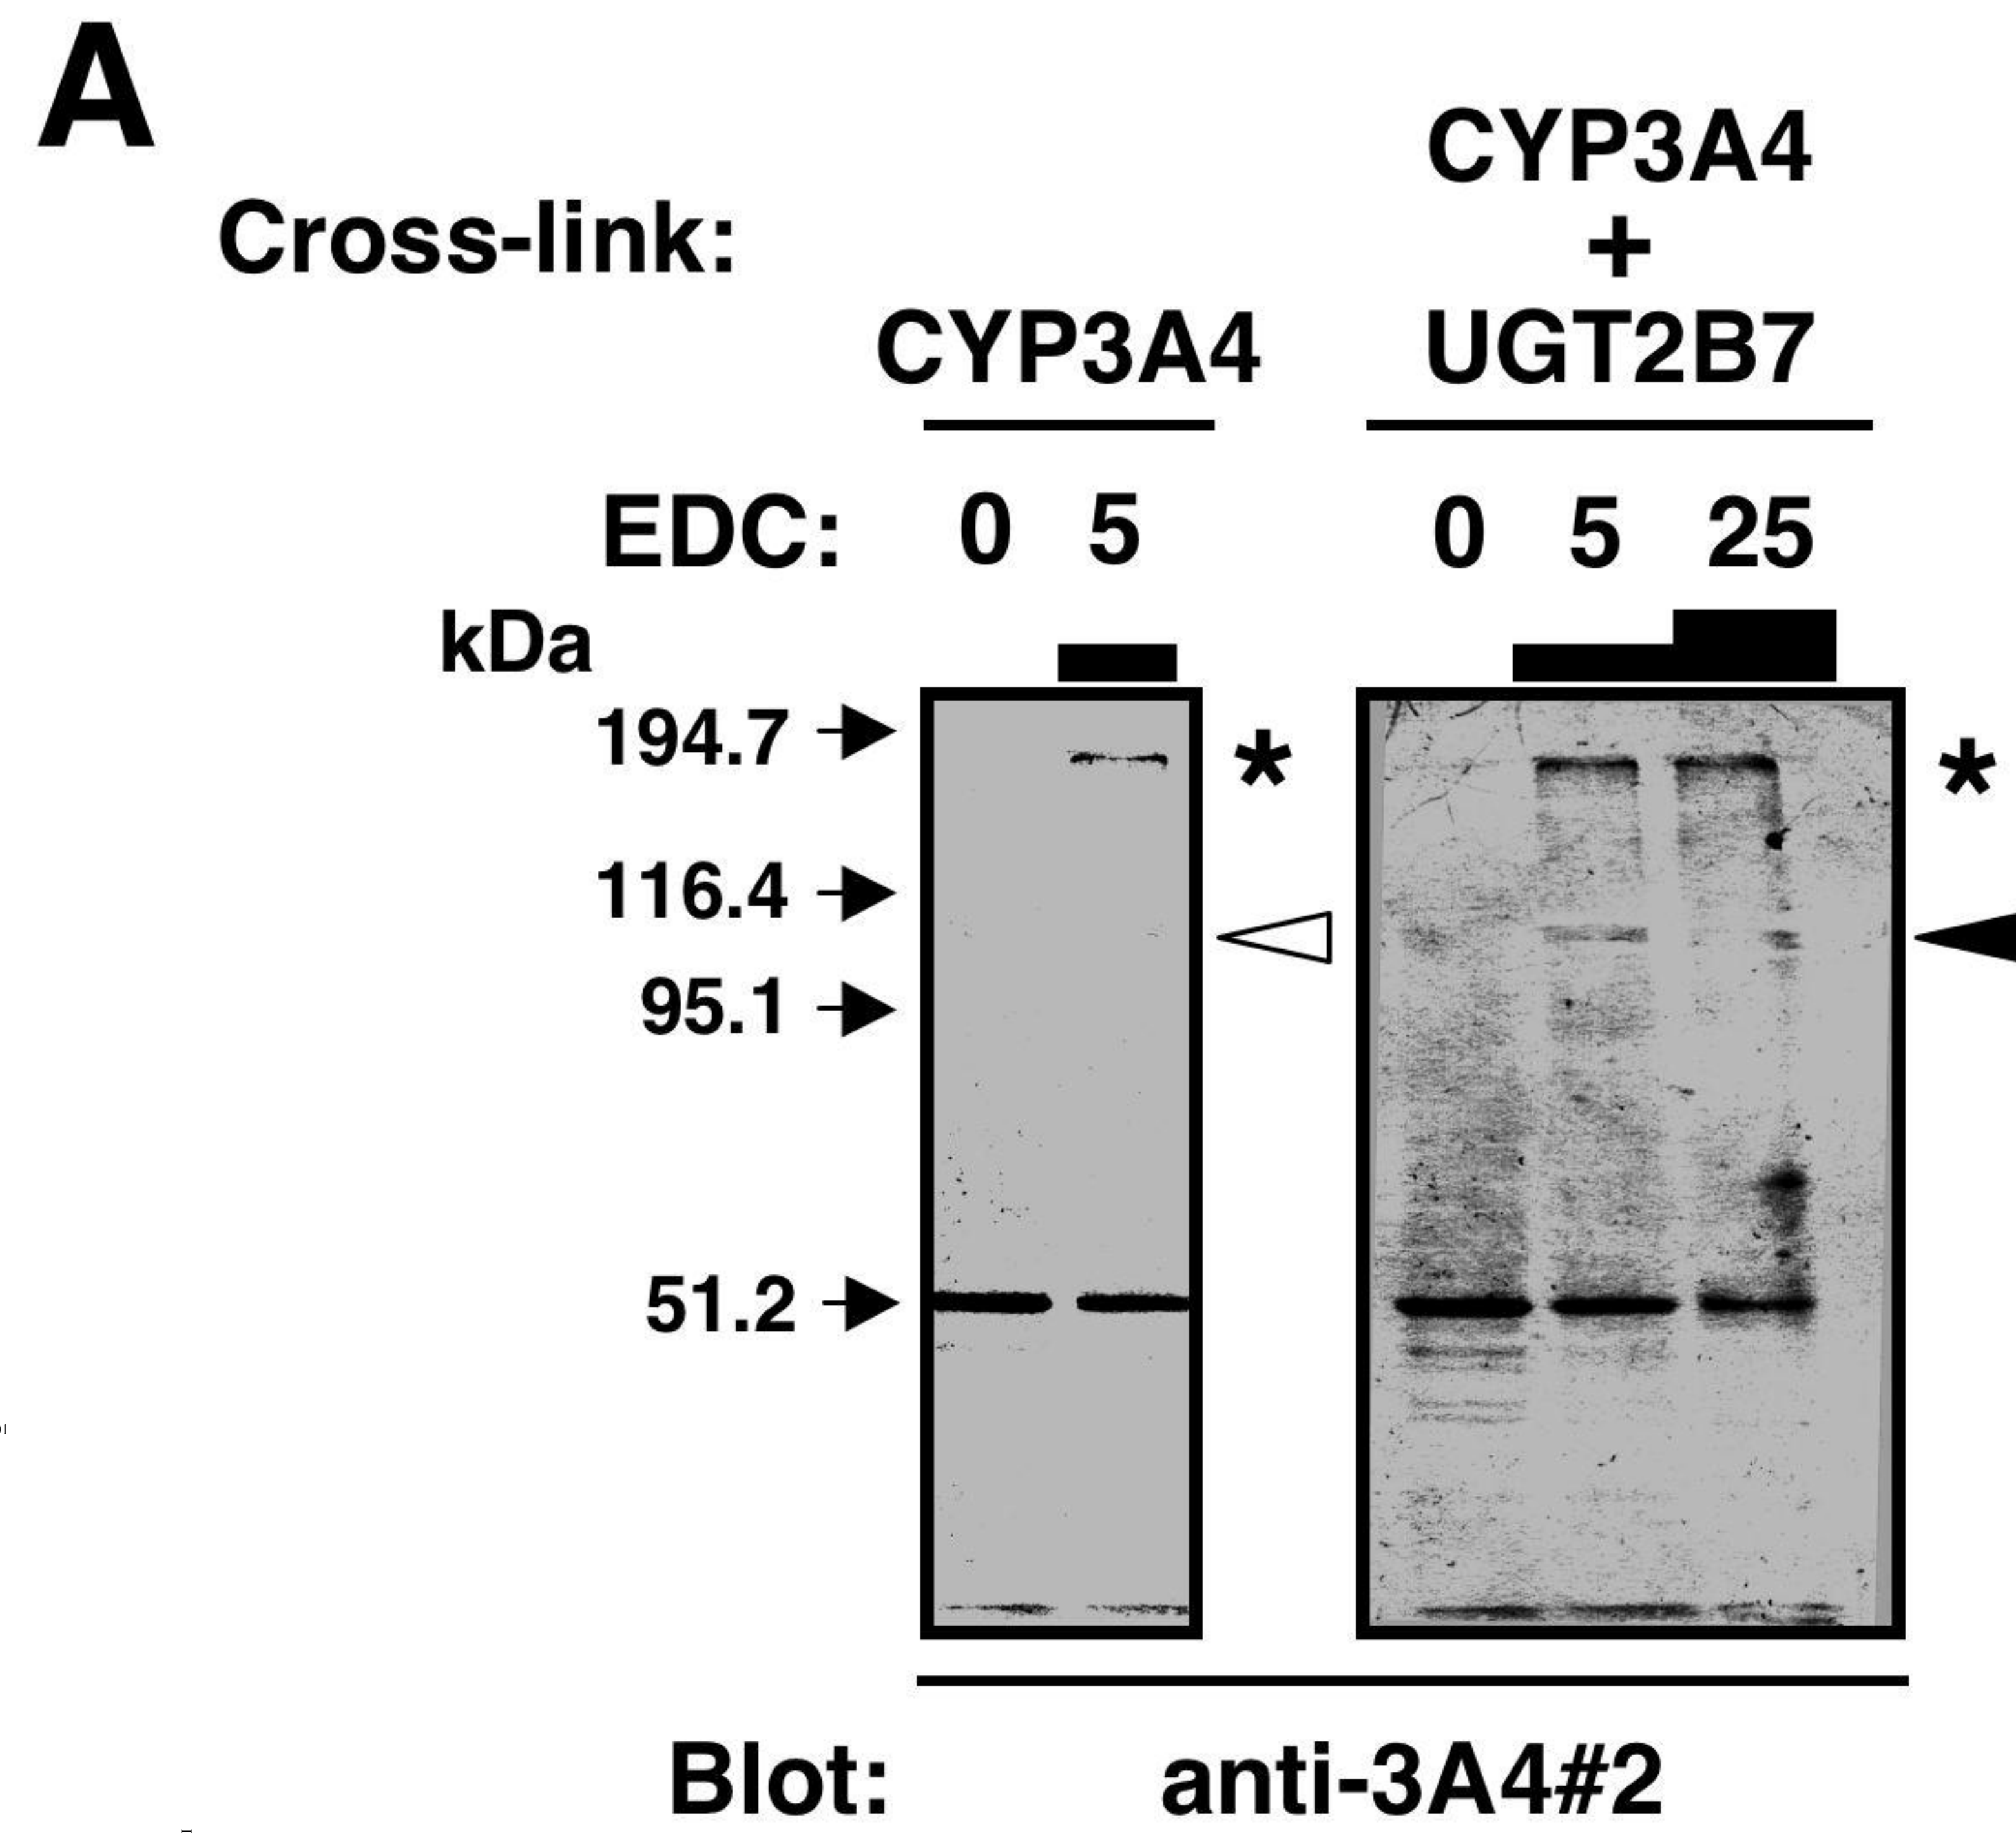 A
CYP3A4
+
UGT2B7
Cross-link:
CYP3A4
EDC: 0 5 0 5 25
kDa
194.7
*
*
116.4
95.1
51.2
Blot: anti-3A4#2